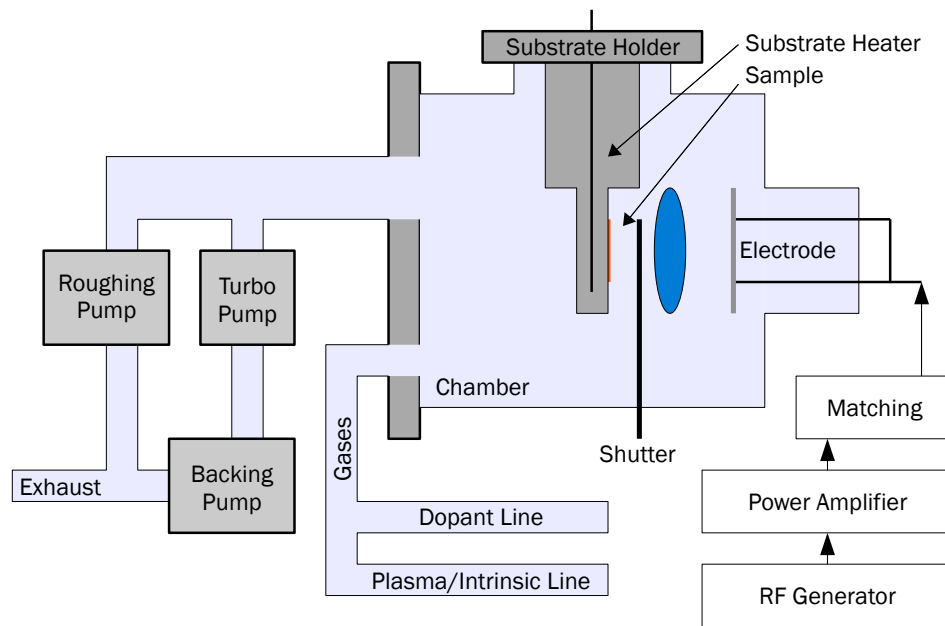 Substrate Holder
Substrate Heater
Sample
Roughing
Pump
Turbo
Pump
Electrode
Chamber
Matching
Shutter
Gases
Exhaust
Backing
Pump
Dopant Line
Power Amplifier
Plasma/Intrinsic Line
RF Generator